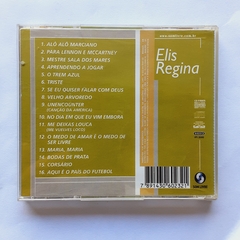 Elis
Regina
1. ALÔ ALÔ MARCIANO
2. PARA LENNON E MCCARTNEY
3. MESTRE SALA DOS MARES
4. APRENDENDO A JOGAR
5. O TREM AZUL
6. TRISTE
7. SE EU QUISER FALAR COM DEUS
8. VELHO ARVOREDO
9. UNENCOUNTER
(CANÇÃO DA AMÉRICA)
10. NO DIA EM QUE EU VIM EMBORA
11. ME DEIXAS LOUCA
(ME VUELVES LOCO)
12. O MEDO DE AMAR É O MEDO DE
SER LIVRE
13. MARIA, MARIA
14. BODAS DE PRATA
15. CORSÁRIO
16. AQUI É O PAÍS DO FUTEBOL